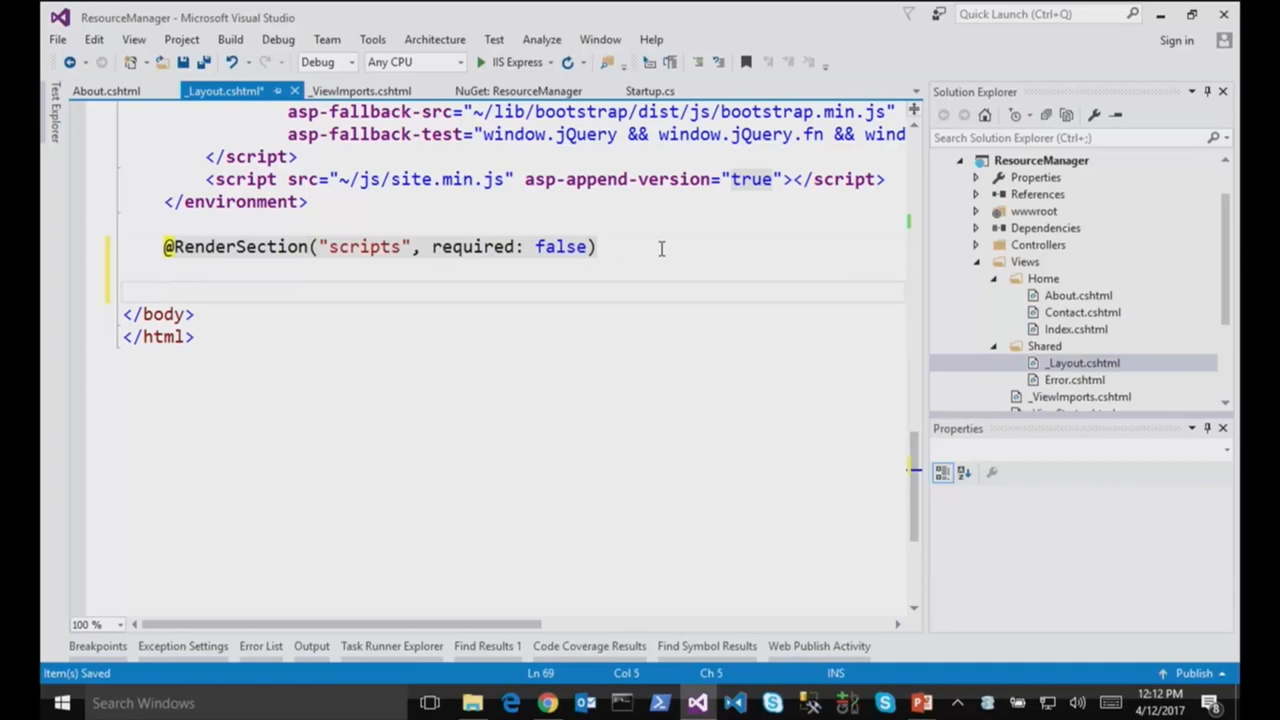 ResourceManager - Microsoft Visual Studio
Quick Launch (Ctrl+Q)
File Edit View Project Build Debug Team Tools Architecture Test Analyze Window Help
Sign in
Debug Any CPU IIS Express
About.cshtml _Layout.cshtml* _ViewImports.cshtml NuGet: ResourceManager Startup.cs
Test Explorer
asp-fallback-src="~/lib/bootstrap/dist/js/bootstrap.min.js"
asp-fallback-test="window.jQuery && window.jQuery.fn && wind
</script>
<script src="~/js/site.min.js" asp-append-version="true"></script>
</environment>
@RenderSection("scripts", required: false)
</body>
</html>
100 %
Solution Explorer
Search Solution Explorer (Ctrl+;)
ResourceManager
Properties
References
wwwroot
Dependencies
Controllers
Views
Home
About.cshtml
Contact.cshtml
Index.cshtml
Shared
_Layout.cshtml
Error.cshtml
_ViewImports.cshtml
Properties
Breakpoints Exception Settings Error List Output Task Runner Explorer Find Results 1 Code Coverage Results Find Symbol Results Web Publish Activity
Item(s) Saved Ln 69 Col 5 Ch 5 INS Publish
Search Windows
12:12 PM
4/12/2017
8